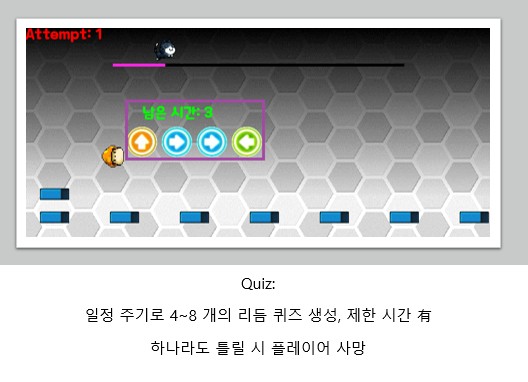 Attempt: 1
남은 시간: 3
Quiz:
일정 주기로 4~8 개의 리듬 퀴즈 생성, 제한 시간 有
하나라도 틀릴 시 플레이어 사망